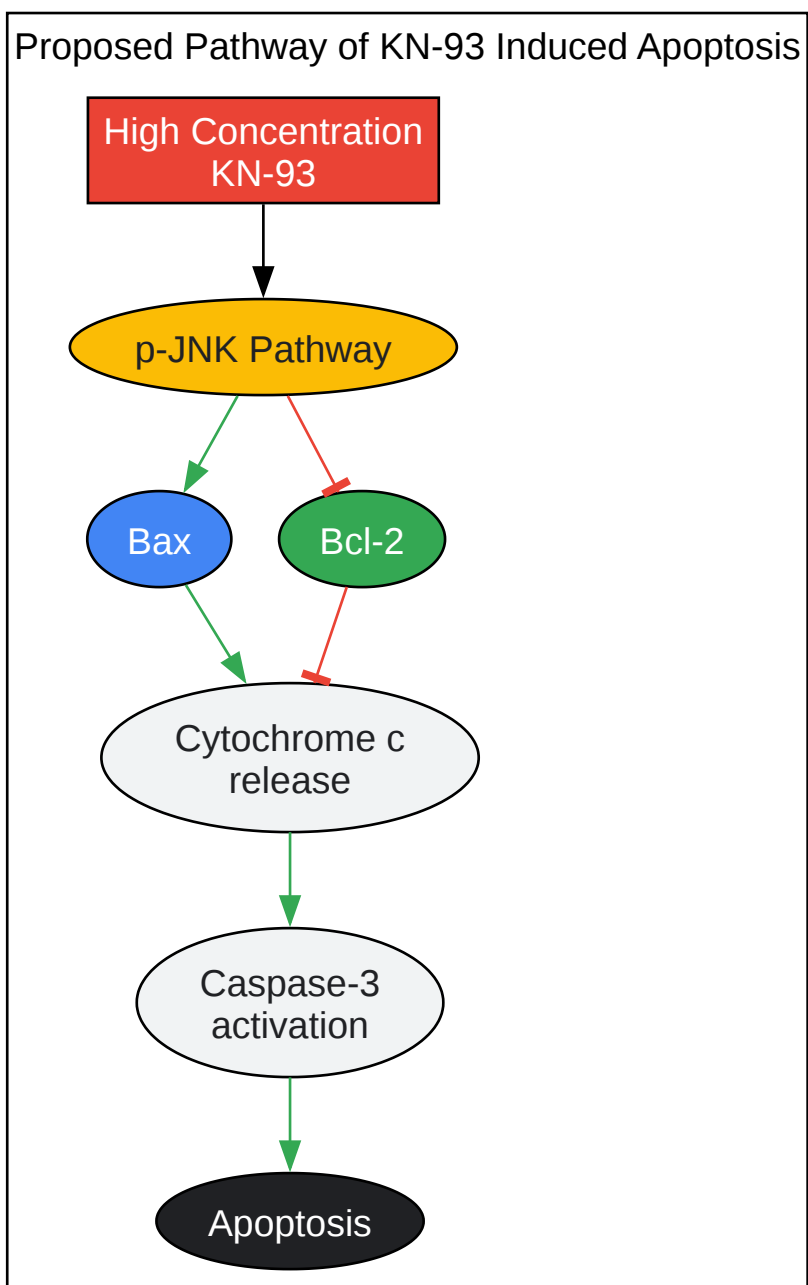 Proposed Pathway of KN-93 Induced Apoptosis
High Concentration
KN-93
p-JNK Pathway
Bax
Bcl-2
Cytochrome c
release
Caspase-3
activation
Apoptosis